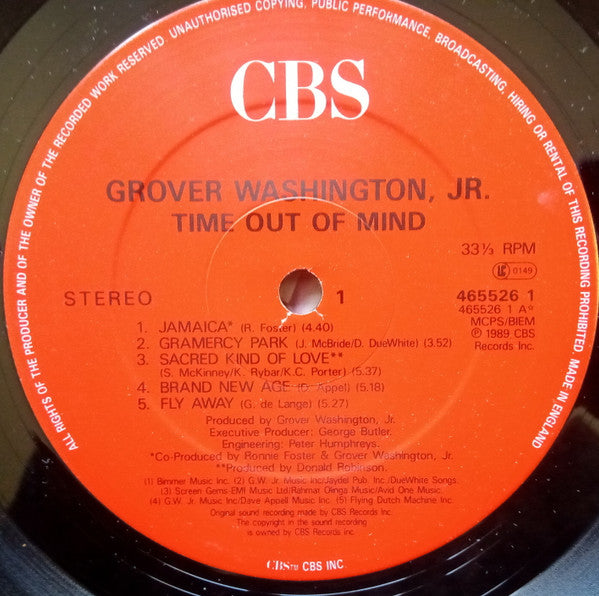 ALL RIGHTS OF THE PRODUCER AND OF THE OWNER OF THE RECORDED WORK RESERVED. UNAUTHORISED COPYING, PUBLIC PERFORMANCE, BROADCASTING, HIRING OR RENTAL OF THIS RECORDING PROHIBITED. MADE IN ENGLAND
CBS
GROVER WASHINGTON, JR.
TIME OUT OF MIND
33⅓ RPM
LC 0149
STEREO
1
465526 1
465526 1 A°
MCPS/BIEM
℗ 1989 CBS
Records Inc.
1. JAMAICA* (R. Foster) (4.40)
2. GRAMERCY PARK (J. McBride/D. DueWhite) (3.52)
3. SACRED KIND OF LOVE**
(S. McKinney/K. Rybar/K.C. Porter) (5.37)
4. BRAND NEW AGE (D. Appel) (5.18)
5. FLY AWAY (G. de Lange) (5.27)
Produced by Grover Washington, Jr.
Executive Producer: George Butler.
Engineering: Peter Humphreys.
*Co-Produced by Ronnie Foster & Grover Washington, Jr.
**Produced by Donald Robinson.
(1) Bimmer Music Inc. (2) G.W. Jr. Music Inc/Jaydel Pub. Inc./DueWhite Songs.
(3) Screen Gems-EMI Music Ltd/Rahmar Olinga Music/Avid One Music.
(4) G.W. Jr. Music Inc/Dave Appell Music Inc. (5) Flying Dutch Machine Inc.
Original sound recording made by CBS Records Inc.
The copyright in the sound recording
is owned by CBS Records Inc.
CBS™ CBS INC.